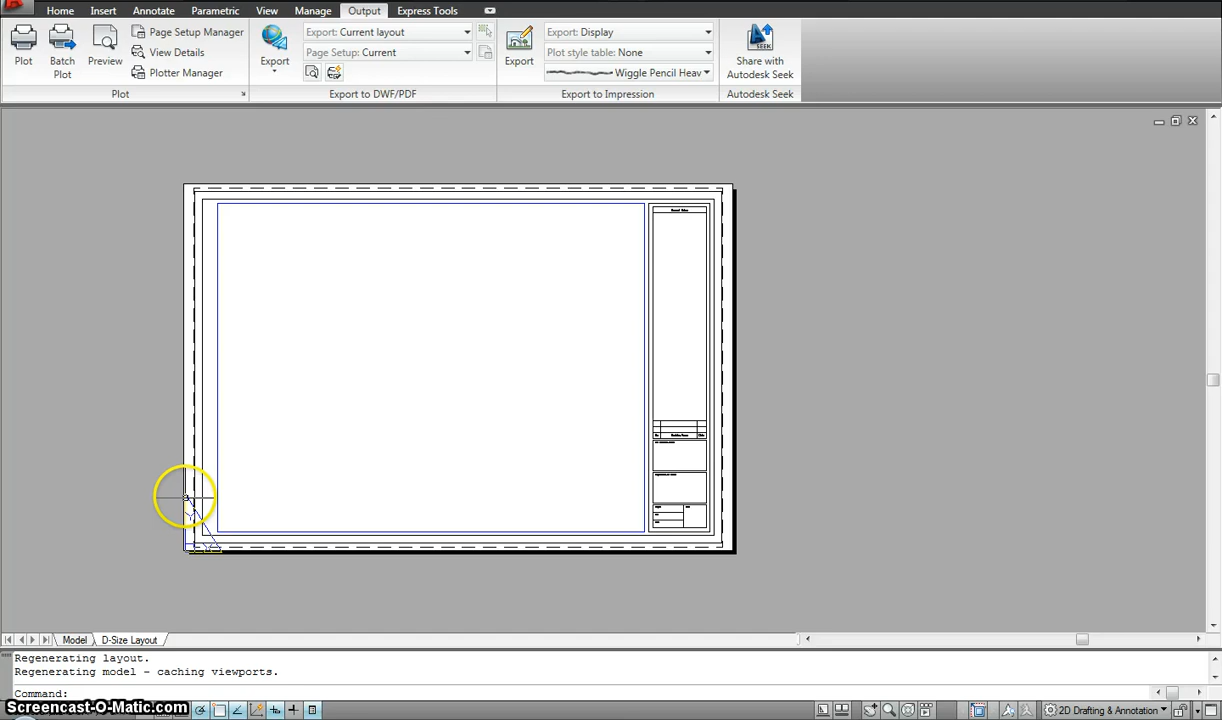 Home Insert Annotate Parametric View Manage Output Express Tools
Plot
Batch Plot
Preview
Page Setup Manager
View Details
Plotter Manager
Plot
Export
Export: Current layout
Page Setup: Current
Export to DWF/PDF
Export
Export: Display
Plot style table: None
Wiggle Pencil Heav
Export to Impression
Share with
Autodesk Seek
Autodesk Seek
Model D-Size Layout
Regenerating layout.
Regenerating model - caching viewports.
Command:
Screencast-O-Matic.com
2D Drafting & Annotation